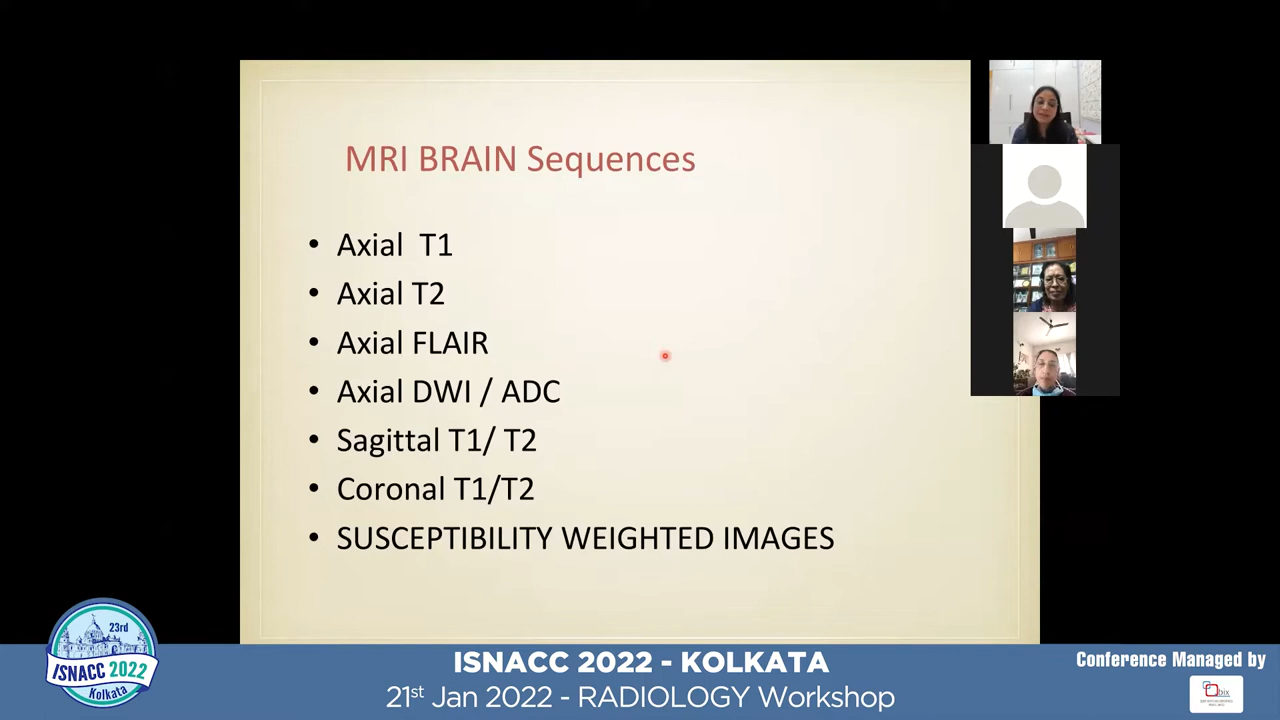 MRI BRAIN Sequences
• Axial T1
• Axial T2
• Axial FLAIR
• Axial DWI / ADC
• Sagittal T1/ T2
• Coronal T1/T2
• SUSCEPTIBILITY WEIGHTED IMAGES
23rd
ISNACC 2022
Kolkata
ISNACC 2022 - KOLKATA
21st Jan 2022 - RADIOLOGY Workshop
Conference Managed by